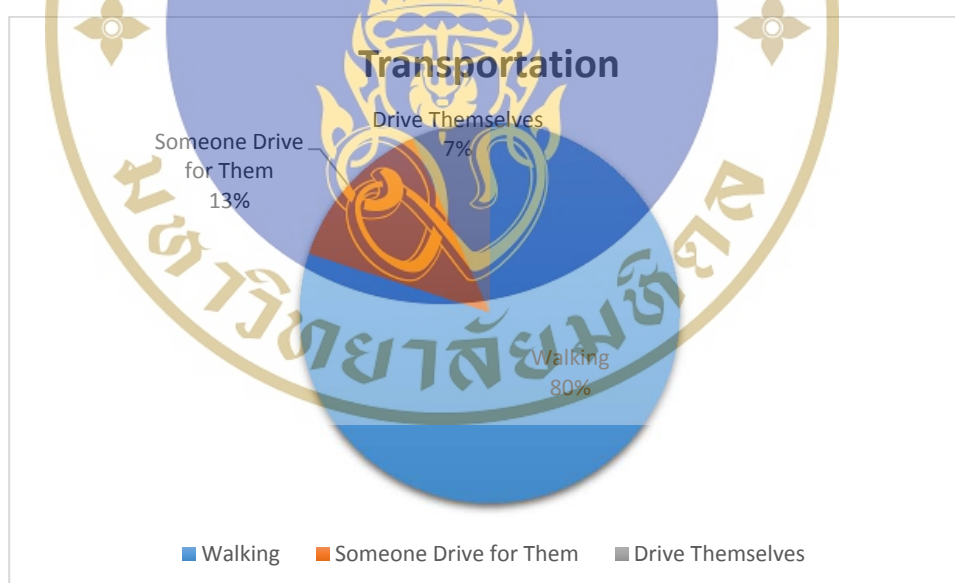 Transportation
Drive Themselves
7%
Someone Drive
for Them
13%
Walking
80%
มหาวิทยาลัยมหิดล
Walking Someone Drive for Them Drive Themselves